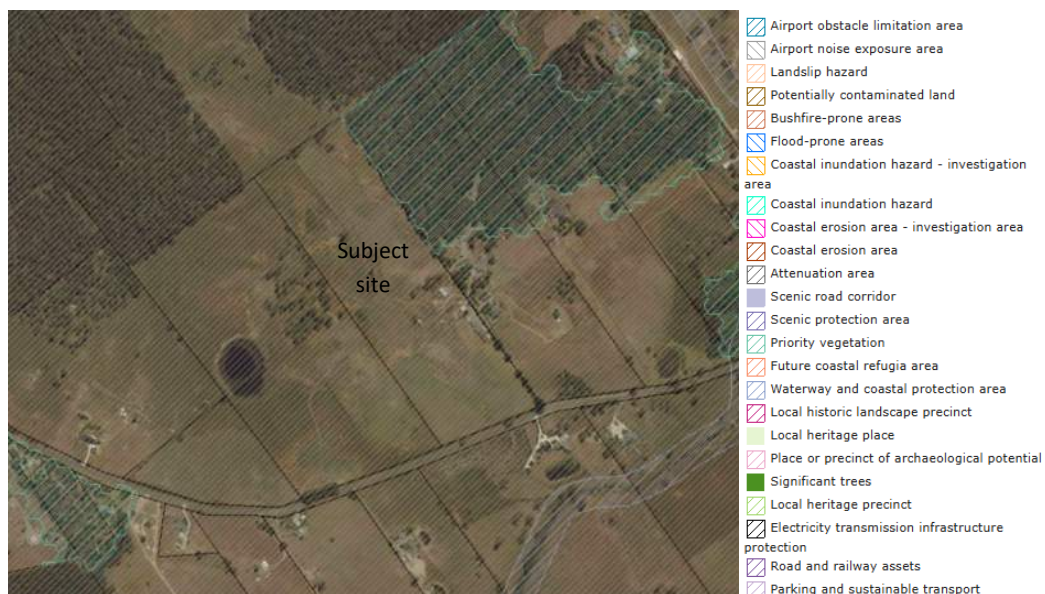 Subject
site
Airport obstacle limitation area
Airport noise exposure area
Landslip hazard
Potentially contaminated land
Bushfire-prone areas
Flood-prone areas
Coastal inundation hazard - investigation
area
Coastal inundation hazard
Coastal erosion area - investigation area
Coastal erosion area
Attenuation area
Scenic road corridor
Scenic protection area
Priority vegetation
Future coastal refugia area
Waterway and coastal protection area
Local historic landscape precinct
Local heritage place
Place or precinct of archaeological potential
Significant trees
Local heritage precinct
Electricity transmission infrastructure
protection
Road and railway assets
Parking and sustainable transport